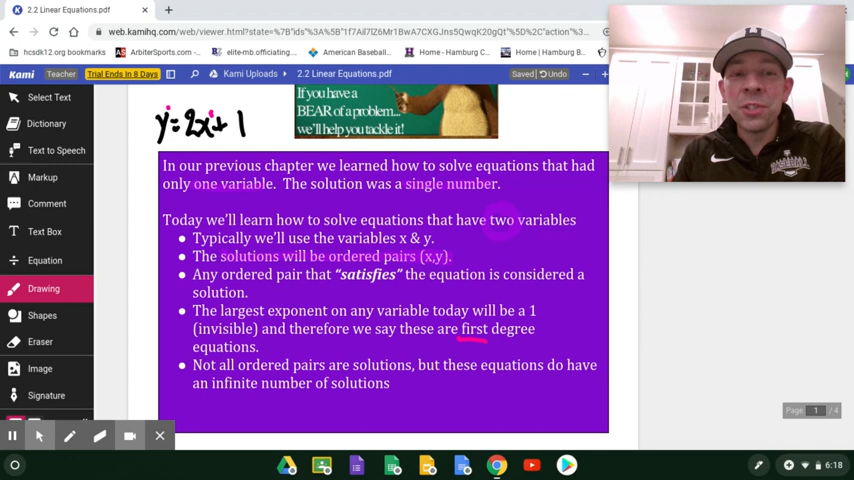 2.2 Linear Equations.pdf
web.kamihq.com/web/viewer.html?state=%7B"ids"%3A%5B"1f7Ail7lZ6Mr1BwA7CXGJns5QwqK20gQt"%5D%2C"action"
hcsdk12.org bookmarks
ArbiterSports.com -
elite-mb.officiating...
American Baseball...
Home - Hamburg C...
Home | Hamburg B...
Kami
Teacher
Trial Ends In 8 Days
Kami Uploads
2.2 Linear Equations.pdf
Saved
Undo
Select Text
Dictionary
Text to Speech
Markup
Comment
Text Box
Equation
Drawing
Shapes
Eraser
Image
Signature
y=2x+1
If you have a
BEAR of a problem...
we'll help you tackle it!
In our previous chapter we learned how to solve equations that had
only one variable. The solution was a single number.
Today we'll learn how to solve equations that have two variables
● Typically we'll use the variables x & y.
● The solutions will be ordered pairs (x,y).
● Any ordered pair that "satisfies" the equation is considered a
solution.
● The largest exponent on any variable today will be a 1
(invisible) and therefore we say these are first degree
equations.
● Not all ordered pairs are solutions, but these equations do have
an infinite number of solutions
Page 1 / 4
BASEBALL
6:18